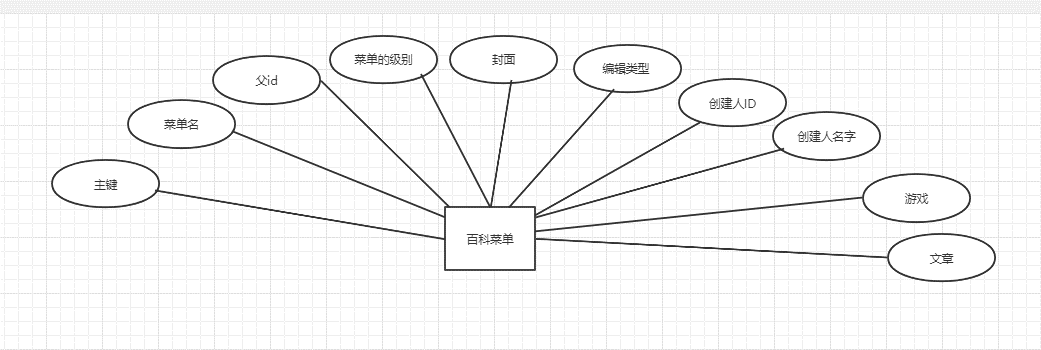 主键
菜单名
父id
菜单的级别
封面
编辑类型
创建人ID
创建人名字
游戏
文章
百科菜单